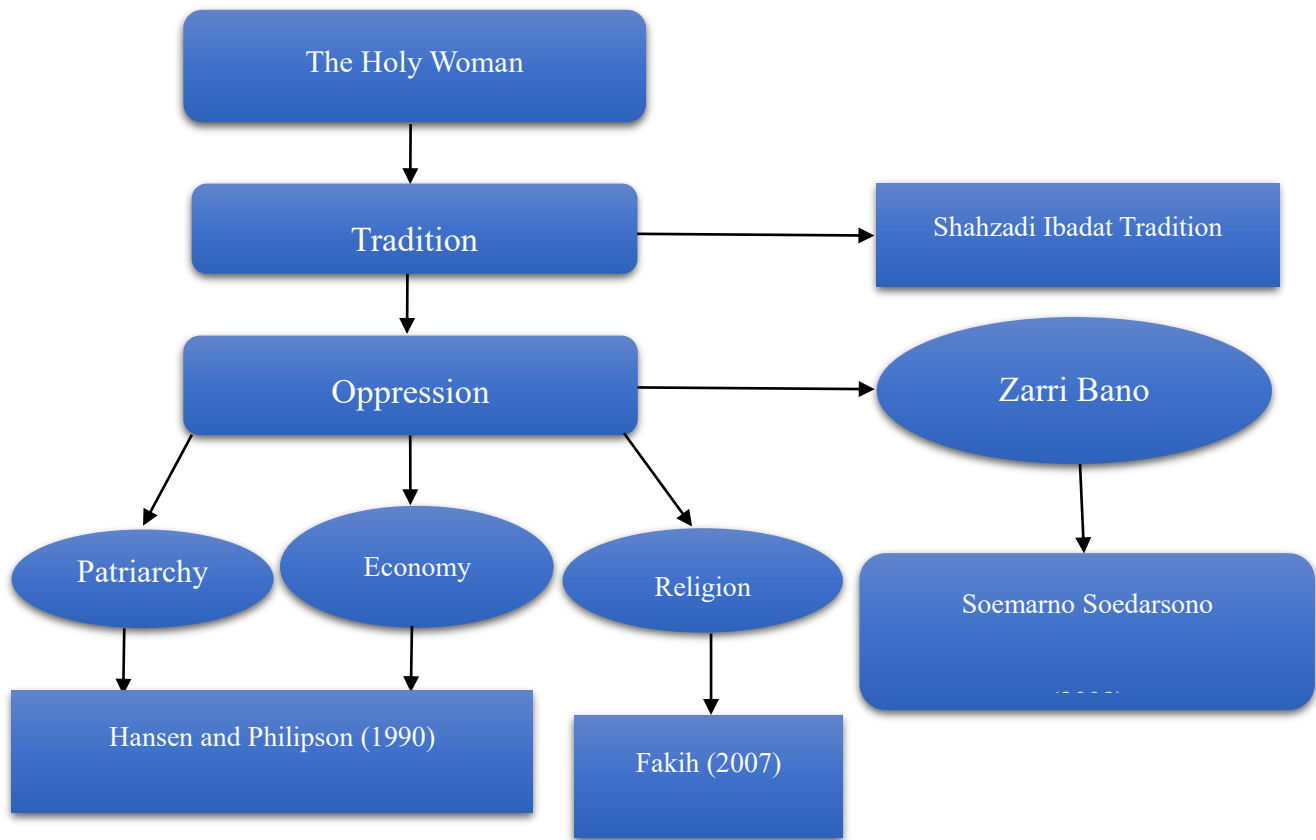 The Holy Woman
Tradition
Shahzadi Ibadat Tradition
Oppression
Zarri Bano
Patriarchy
Economy
Religion
Soemarno Soedarsono
Hansen and Philipson (1990)
Fakih (2007)